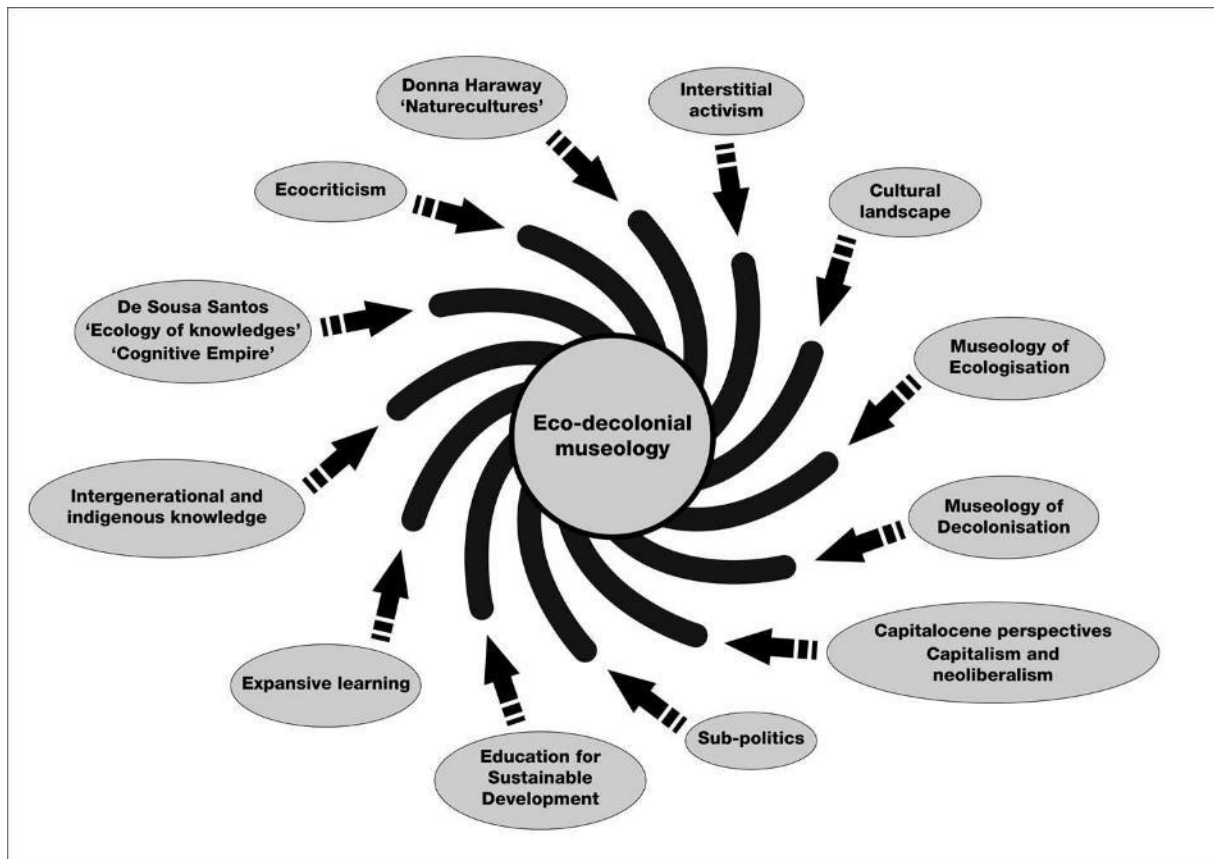 Donna Haraway
‘Naturecultures’
Interstitial
activism
Ecocriticism
Cultural
landscape
De Sousa Santos
‘Ecology of knowledges’
‘Cognitive Empire’
Museology of
Ecologisation
Eco-decolonial
museology
Intergenerational and
indigenous knowledge
Museology of
Decolonisation
Capitalocene perspectives
Capitalism and
neoliberalism
Expansive learning
Sub-politics
Education for
Sustainable
Development